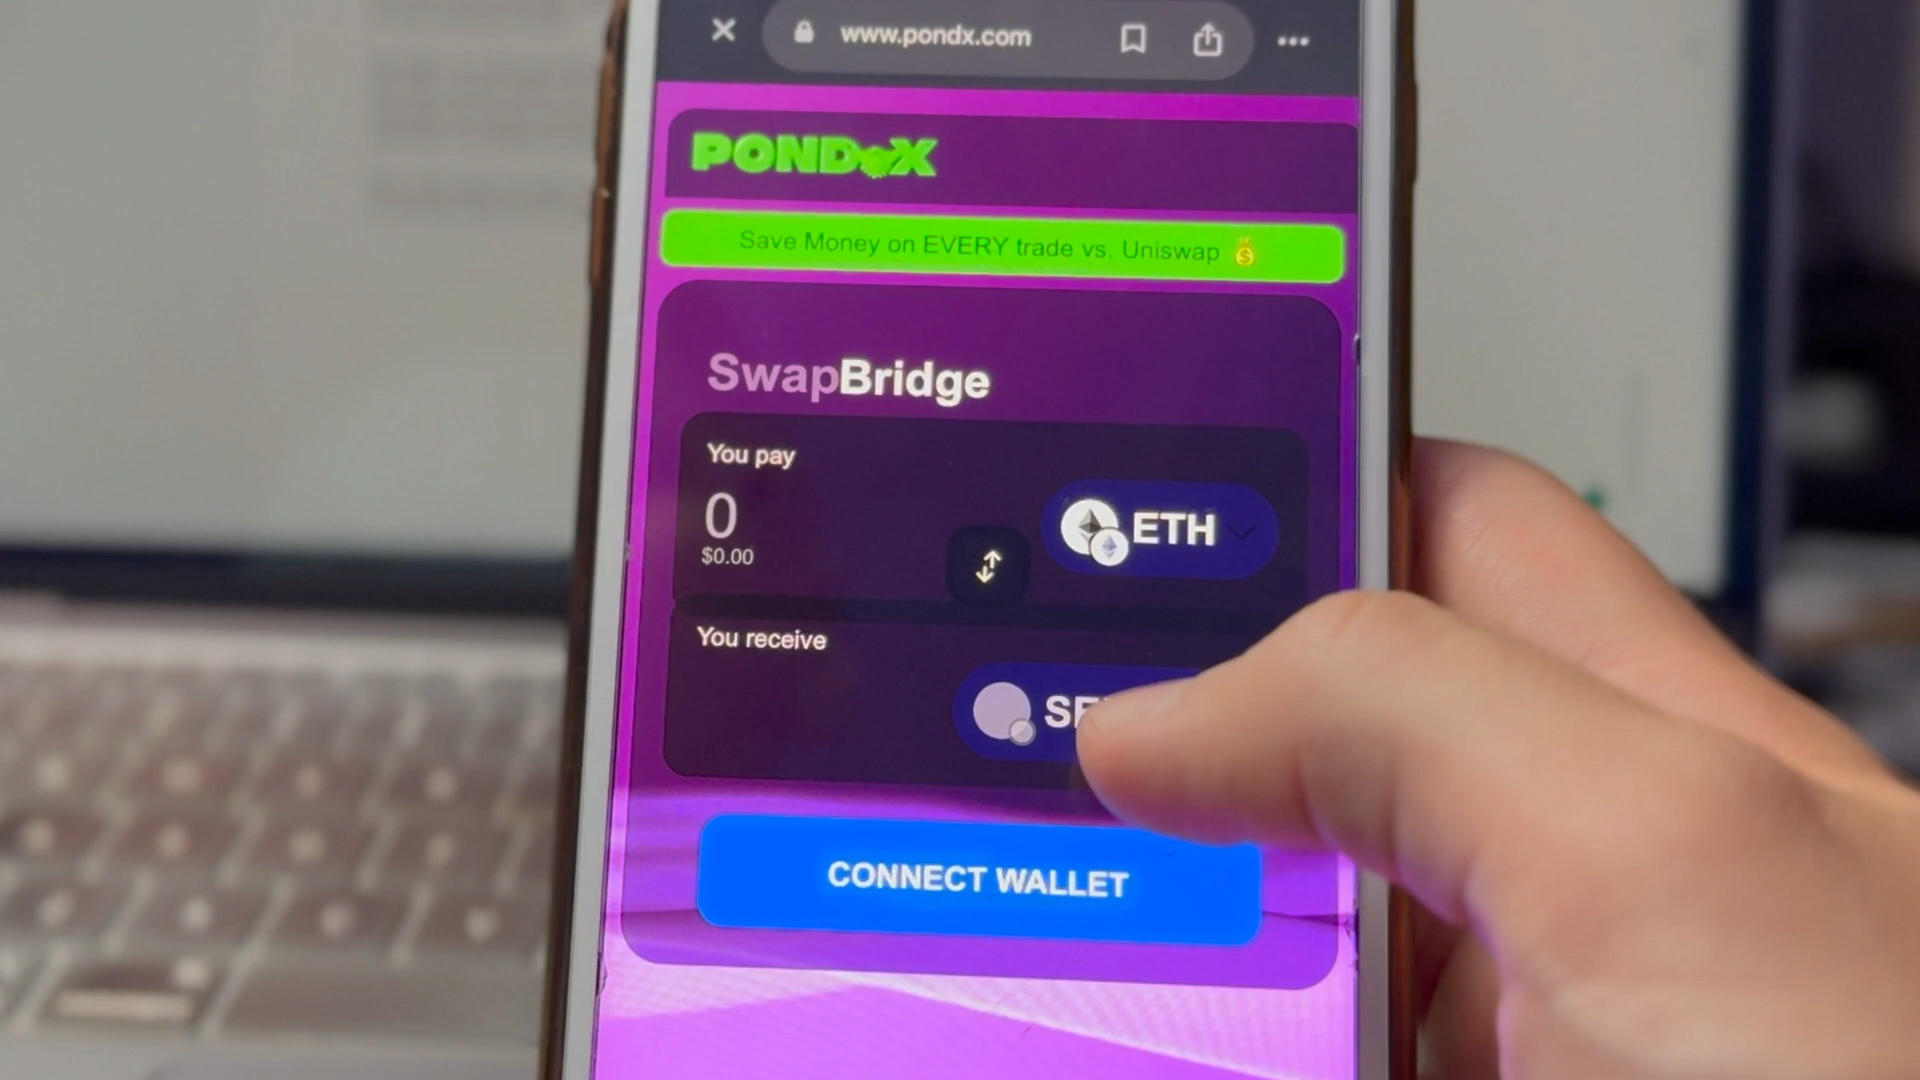 www.pondx.com
PONDX
Save Money on EVERY trade vs. Uniswap
SwapBridge
You pay
0
ETH
$0.00
You receive
CONNECT WALLET